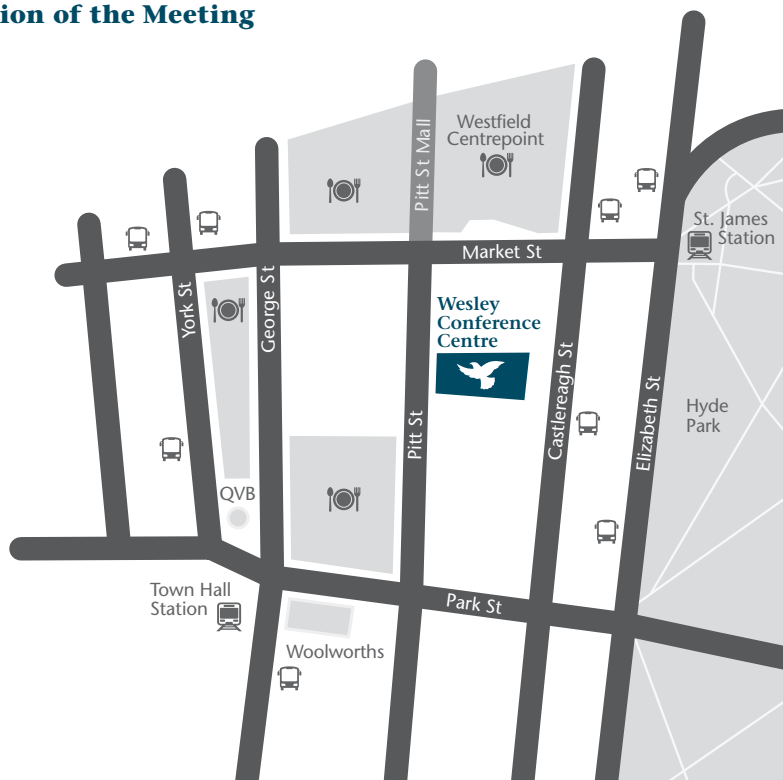 ion of the Meeting
Pitt St Mall
Westfield
Centrepoint
St. James
Station
Market St
York St
George St
Wesley
Conference
Centre
Castlereagh St
Elizabeth St
Pitt St
Hyde
Park
QVB
Town Hall
Station
Park St
Woolworths